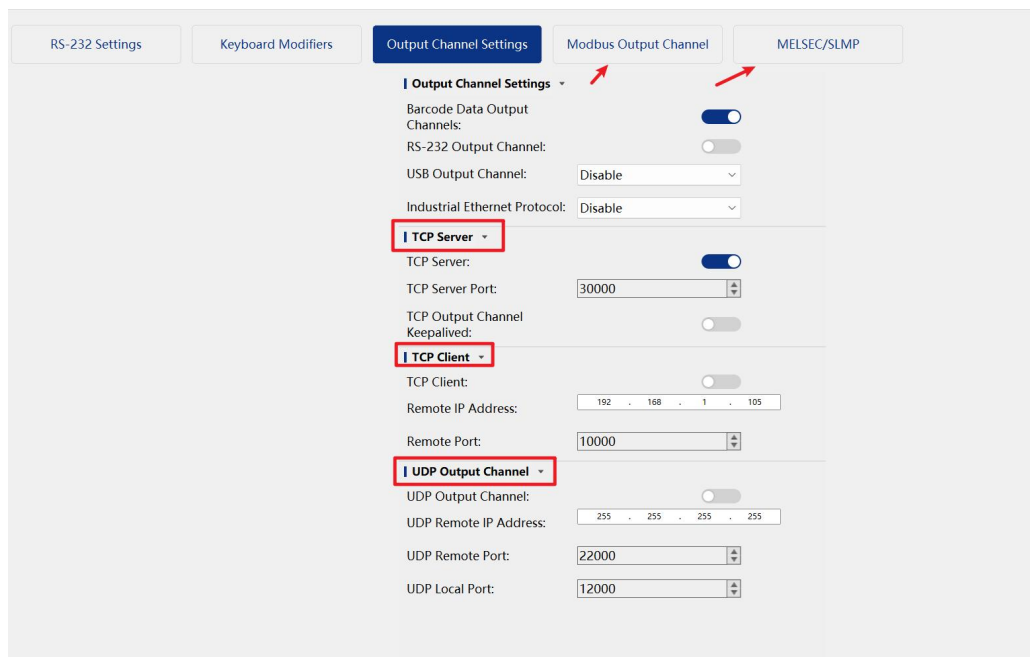 RS-232 Settings
Keyboard Modifiers
Output Channel Settings
Modbus Output Channel
MELSEC/SLMP
Output Channel Settings
Barcode Data Output
Channels:
RS-232 Output Channel:
USB Output Channel: Disable
Industrial Ethernet Protocol: Disable
TCP Server
TCP Server:
TCP Server Port: 30000
TCP Output Channel
Keepalived:
TCP Client
TCP Client:
Remote IP Address: 192 . 168 . 1 . 105
Remote Port: 10000
UDP Output Channel
UDP Output Channel:
UDP Remote IP Address: 255 . 255 . 255 . 255
UDP Remote Port: 22000
UDP Local Port: 12000